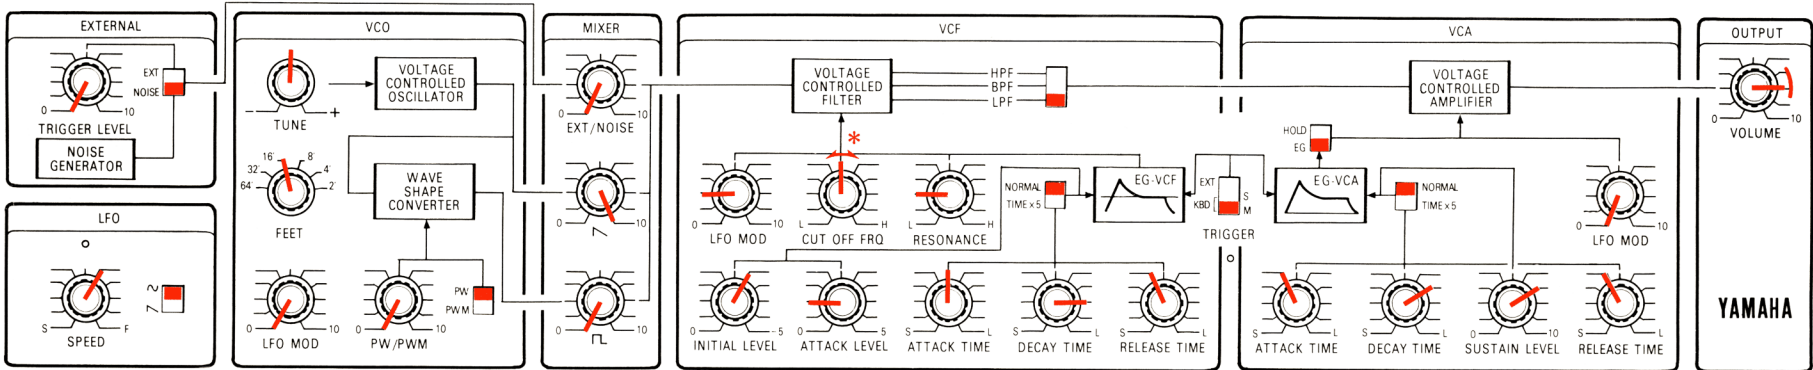 EXTERNAL
EXT
NOISE
0 10
TRIGGER LEVEL
NOISE
GENERATOR
LFO
S F
SPEED
VCO
− +
TUNE
VOLTAGE
CONTROLLED
OSCILLATOR
16' 8'
32' 4'
64' 2'
FEET
WAVE
SHAPE
CONVERTER
0 10
LFO MOD
0 10
PW/PWM
PW
PWM
MIXER
0 10
EXT/NOISE
0 10
0 10
VCF
VOLTAGE
CONTROLLED
FILTER
HPF
BPF
LPF
*
0 10
LFO MOD
L H
CUT OFF FRQ
L H
RESONANCE
NORMAL
TIME x 5
EG-VCF
EXT S
KBD M
TRIGGER
0 - 5
INITIAL LEVEL
0 5
ATTACK LEVEL
S L
ATTACK TIME
S L
DECAY TIME
S L
RELEASE TIME
VCA
VOLTAGE
CONTROLLED
AMPLIFIER
HOLD
EG
EG-VCA
NORMAL
TIME x 5
0 10
LFO MOD
S L
ATTACK TIME
S L
DECAY TIME
0 10
SUSTAIN LEVEL
S L
RELEASE TIME
OUTPUT
0 10
VOLUME
YAMAHA